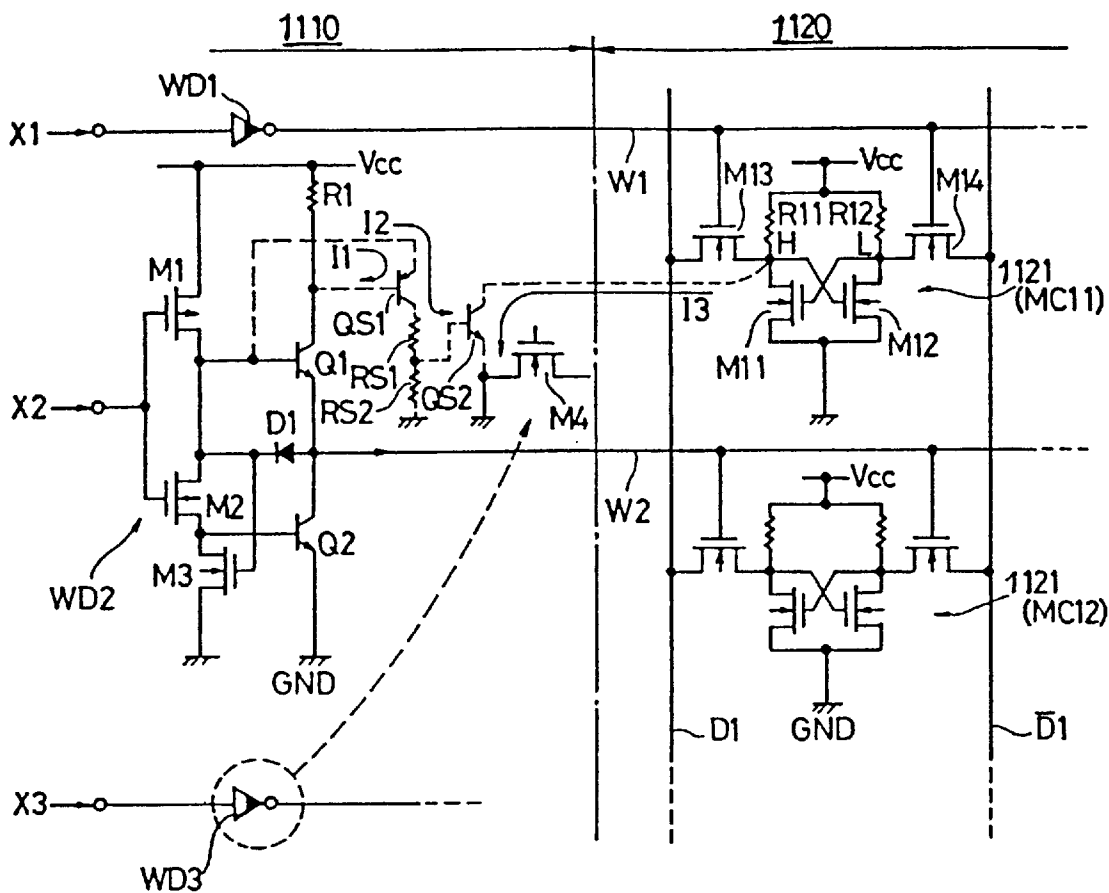 1110
1120
WD1
X1
W1
Vcc
R1
I2
I1
M1
QS1
Q1
RS1
RS2
QS2
M4
X2
D1
M2
Q2
M3
WD2
GND
W2
Vcc
M13
M14
R11
R12
H
L
I3
M11
M12
1121
(MC11)
Vcc
1121
(MC12)
GND
D1
D̅1
X3
WD3